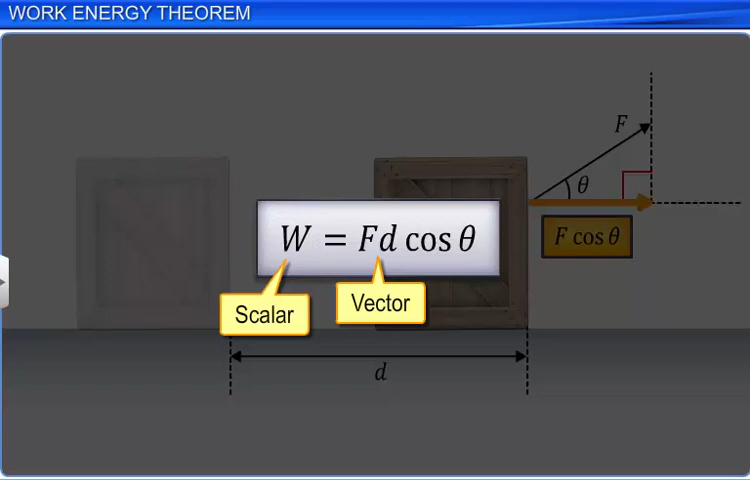 WORK ENERGY THEOREM
F
θ
F cos θ
W = Fd cos θ
Scalar
Vector
d